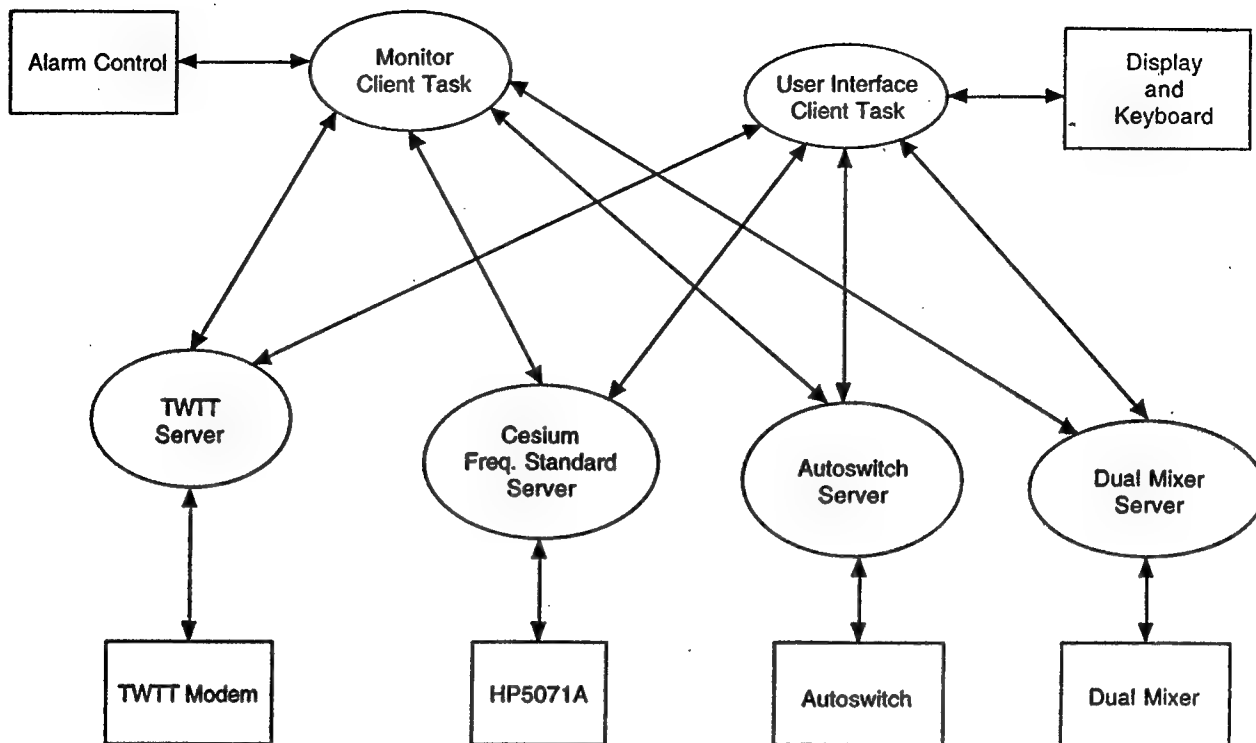 Alarm Control
Monitor
Client Task
User Interface
Client Task
Display
and
Keyboard
TWTT
Server
Cesium
Freq. Standard
Server
Autoswitch
Server
Dual Mixer
Server
TWTT Modem
HP5071A
Autoswitch
Dual Mixer